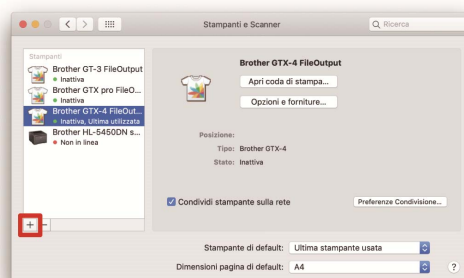 Stampanti e Scanner
Ricerca
Stampanti
Brother GT-3 FileOutput
Inattiva
Brother GTX pro FileO...
Inattiva
Brother GTX-4 FileOut...
Inattiva, Ultima utilizzata
Brother HL-5450DN s...
Non in linea
+ −
Brother GTX-4 FileOutput
Apri coda di stampa...
Opzioni e forniture...
Posizione:
Tipo: Brother GTX-4
Stato: Inattiva
Condividi stampante sulla rete
Preferenze Condivisione...
Stampante di default: Ultima stampante usata
Dimensioni pagina di default: A4
?